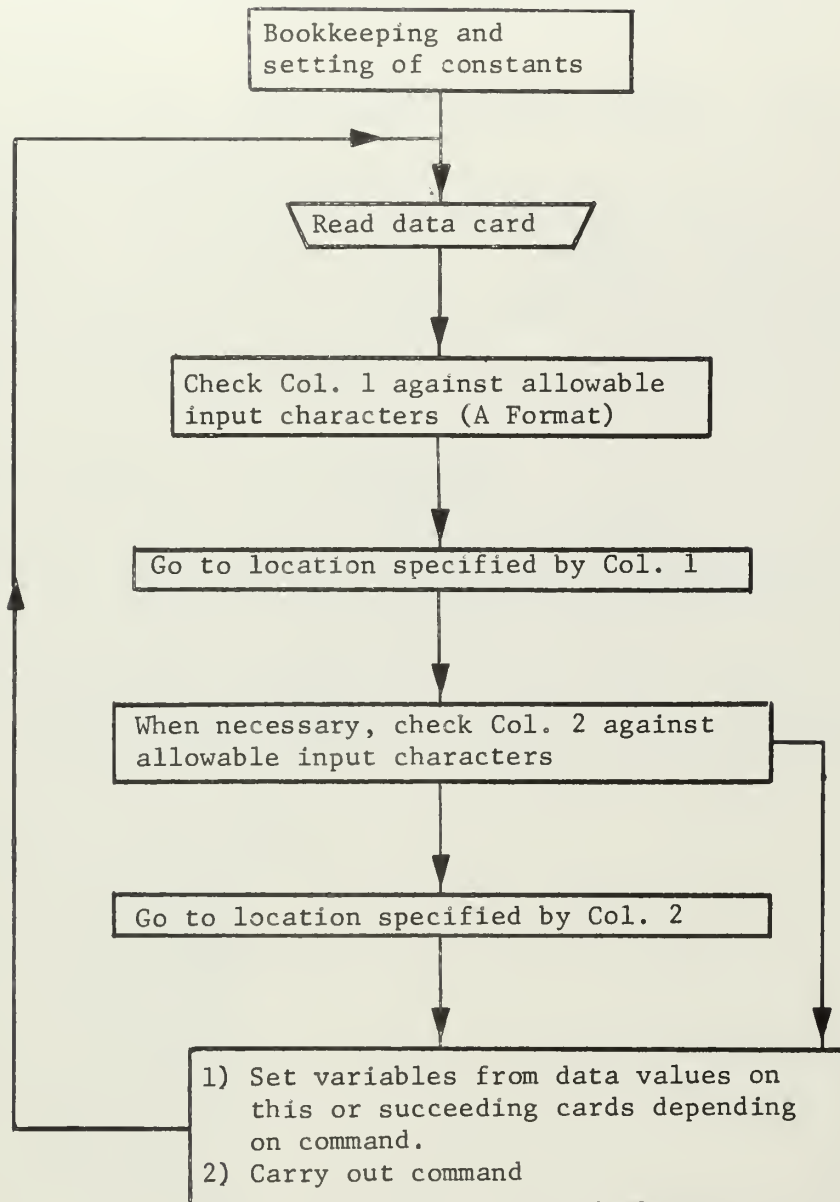 Bookkeeping and
setting of constants
Read data card
Check Col. 1 against allowable
input characters (A Format)
Go to location specified by Col. 1
When necessary, check Col. 2 against
allowable input characters
Go to location specified by Col. 2
1) Set variables from data values on
this or succeeding cards depending
on command.
2) Carry out command